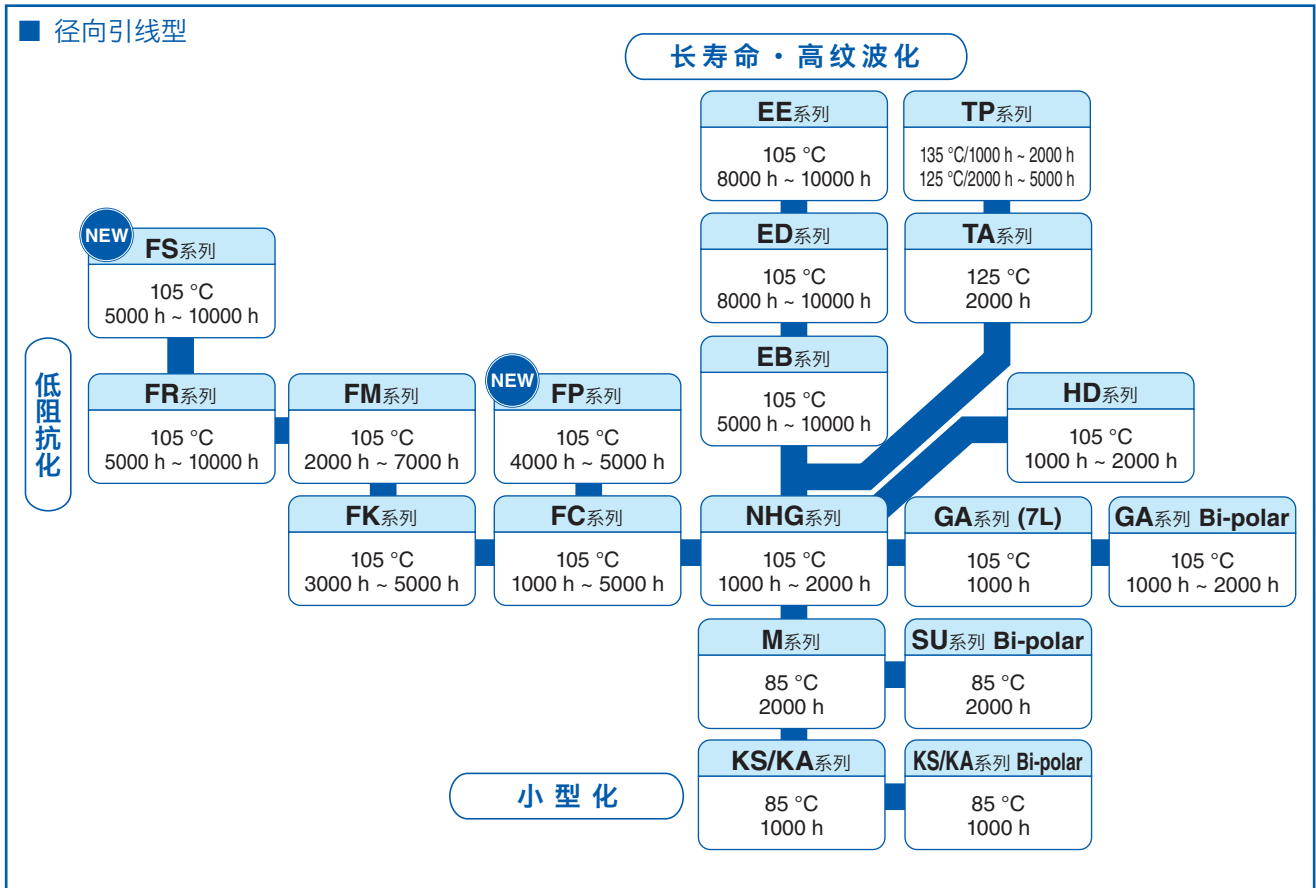 ■ 径向引线型
长寿命・高纹波化
EE系列
105 °C
8000 h ~ 10000 h
TP系列
135 °C/1000 h ~ 2000 h
125 °C/2000 h ~ 5000 h
NEW
FS系列
105 °C
5000 h ~ 10000 h
ED系列
105 °C
8000 h ~ 10000 h
TA系列
125 °C
2000 h
低阻抗化
FR系列
105 °C
5000 h ~ 10000 h
FM系列
105 °C
2000 h ~ 7000 h
NEW
FP系列
105 °C
4000 h ~ 5000 h
EB系列
105 °C
5000 h ~ 10000 h
HD系列
105 °C
1000 h ~ 2000 h
FK系列
105 °C
3000 h ~ 5000 h
FC系列
105 °C
1000 h ~ 5000 h
NHG系列
105 °C
1000 h ~ 2000 h
GA系列 (7L)
105 °C
1000 h
GA系列 Bi-polar
105 °C
1000 h ~ 2000 h
M系列
85 °C
2000 h
SU系列 Bi-polar
85 °C
2000 h
小型化
KS/KA系列
85 °C
1000 h
KS/KA系列 Bi-polar
85 °C
1000 h